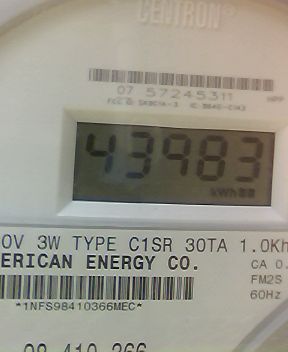 CENTRON®
07 57245311
43983
kWh
0V 3W TYPE C1SR 30TA 1.0Kh
ERICAN ENERGY CO.
CA 0.
FM2S
60Hz
*1NFS98410366MEC*
98 410 366